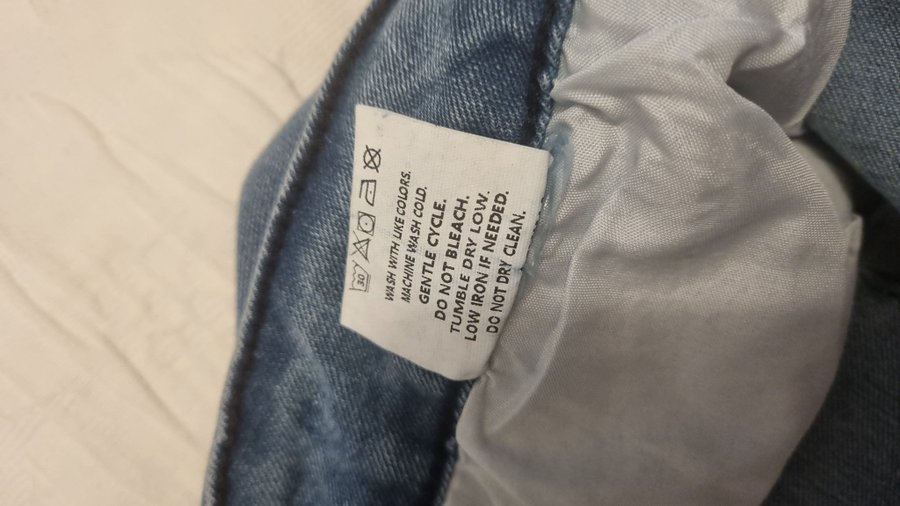 30
WASH WITH LIKE COLORS.
MACHINE WASH COLD.
GENTLE CYCLE.
DO NOT BLEACH.
TUMBLE DRY LOW.
LOW IRON IF NEEDED.
DO NOT DRY CLEAN.